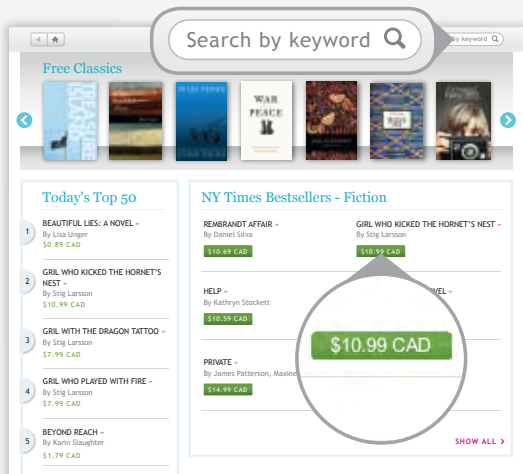 Search by keyword
by keyword
Free Classics
TREASURE
ISLAND
WAR
PEACE
Today's Top 50
1
BEAUTIFUL LIES: A NOVEL »
By Lisa Unger
$0.89 CAD
2
GRIL WHO KICKED THE HORNET'S
NEST »
By Stig Larsson
$10.99 CAD
3
GRIL WITH THE DRAGON TATTOO »
By Stig Larsson
$7.99 CAD
4
GRIL WHO PLAYED WITH FIRE »
By Stig Larsson
$7.99 CAD
5
BEYOND REACH »
By Karin Slaughter
$1.79 CAD
NY Times Bestsellers - Fiction
REMBRANDT AFFAIR »
By Daniel Silva
$10.69 CAD
GIRL WHO KICKED THE HORNET'S NEST »
By Stig Larsson
$10.99 CAD
HELP »
By Kathryn Stockett
$10.59 CAD
VEL »
$10.99 CAD
PRIVATE »
By James Patterson, Maxine
$14.99 CAD
SHOW ALL >